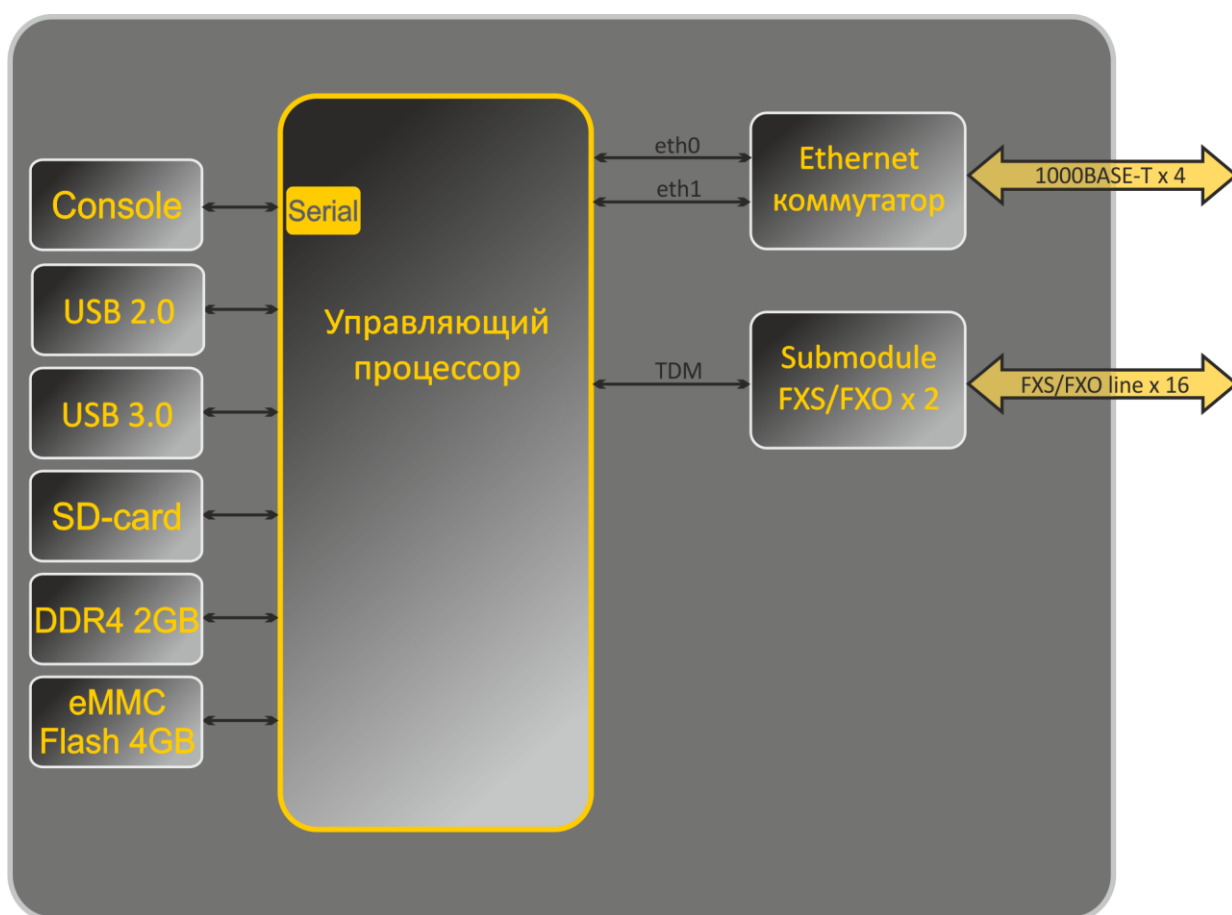 Console
USB 2.0
USB 3.0
SD-card
DDR4 2GB
eMMC
Flash 4GB
Serial
Управляющий
процессор
eth0
eth1
TDM
Ethernet
коммутатор
Submodule
FXS/FXO x 2
1000BASE-T x 4
FXS/FXO line x 16